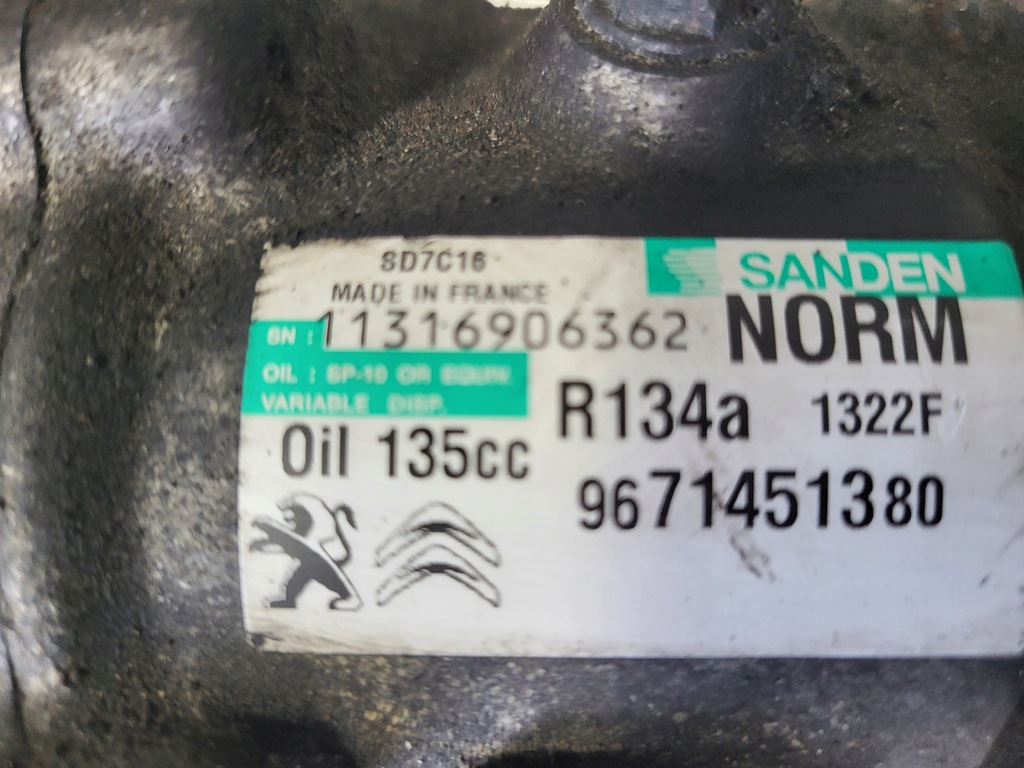 SD7C16
SANDEN
MADE IN FRANCE
NORM
SN : 11316906362
OIL : SP-10 OR EQUIV.
VARIABLE DISP.
R134a 1322F
Oil 135cc
9671451380